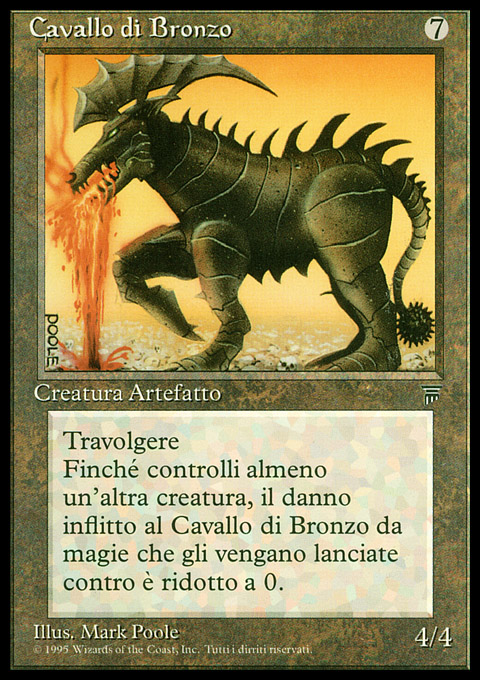 Cavallo di Bronzo 7
POOLE
Creatura Artefatto
Travolgere
Finché controlli almeno
un'altra creatura, il danno
inflitto al Cavallo di Bronzo da
magie che gli vengano lanciate
contro è ridotto a 0.
Illus. Mark Poole
4/4
© 1995 Wizards of the Coast, Inc. Tutti i dirriti riservati.